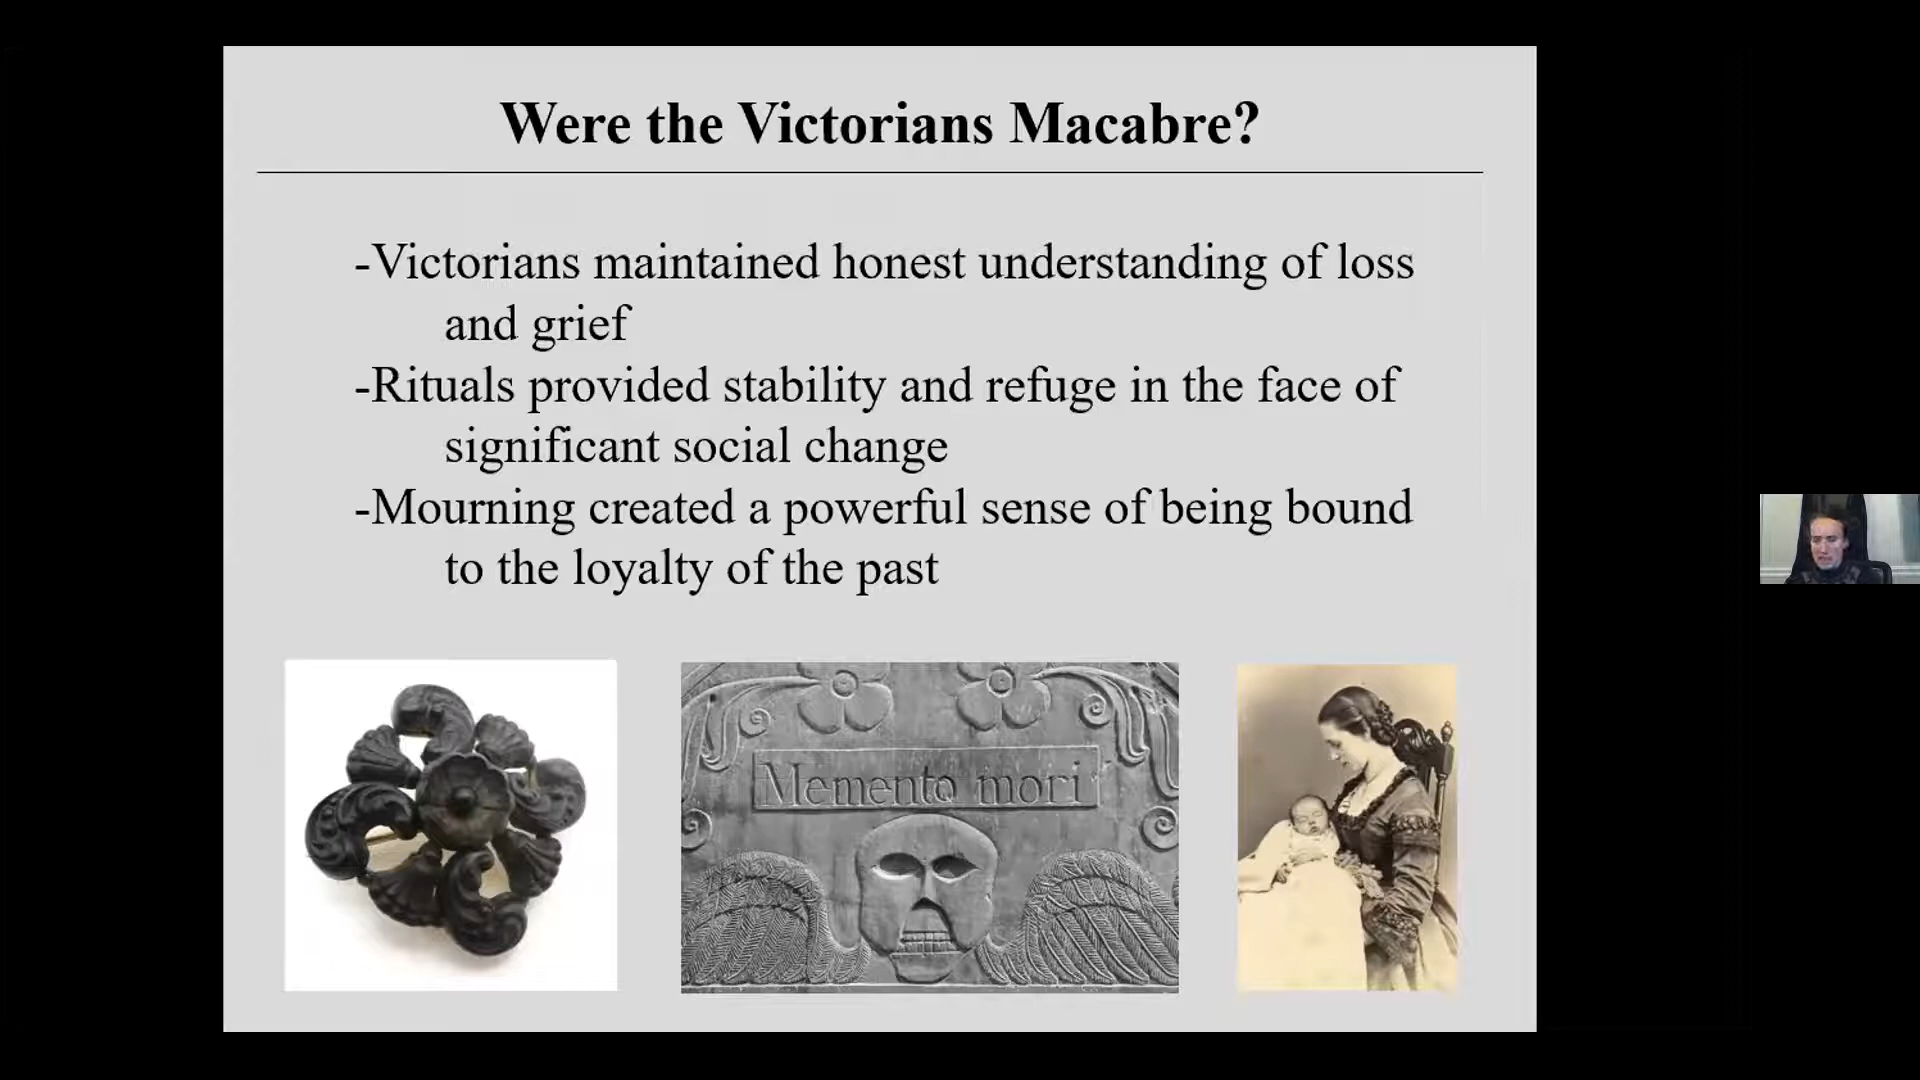 Were the Victorians Macabre?
-Victorians maintained honest understanding of loss
and grief
-Rituals provided stability and refuge in the face of
significant social change
-Mourning created a powerful sense of being bound
to the loyalty of the past
Memento mori